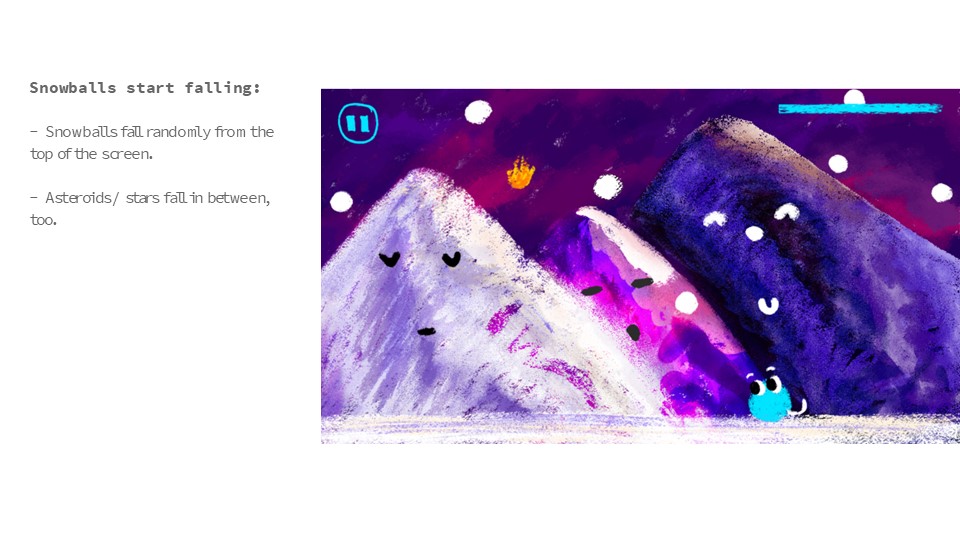 Snowballs start falling:
- Snowballs fall randomly from the
top of the screen.
- Asteroids/ stars fall in between,
too.